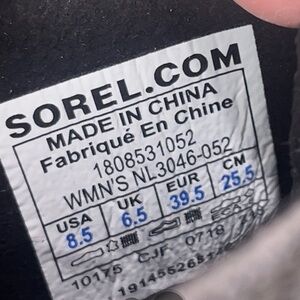 SOREL.COM
MADE IN CHINA
Fabriqué En Chine
1808531052
WMN'S NL3046-052
USA UK EUR CM
8.5 6.5 39.5 25.5
10175 CJF 0719